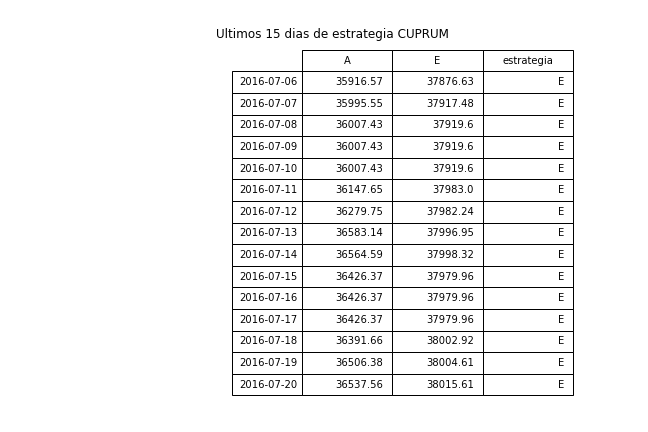 Ultimos 15 dias de estrategia CUPRUM
A E estrategia
2016-07-06 35916.57 37876.63 E
2016-07-07 35995.55 37917.48 E
2016-07-08 36007.43 37919.6 E
2016-07-09 36007.43 37919.6 E
2016-07-10 36007.43 37919.6 E
2016-07-11 36147.65 37983.0 E
2016-07-12 36279.75 37982.24 E
2016-07-13 36583.14 37996.95 E
2016-07-14 36564.59 37998.32 E
2016-07-15 36426.37 37979.96 E
2016-07-16 36426.37 37979.96 E
2016-07-17 36426.37 37979.96 E
2016-07-18 36391.66 38002.92 E
2016-07-19 36506.38 38004.61 E
2016-07-20 36537.56 38015.61 E